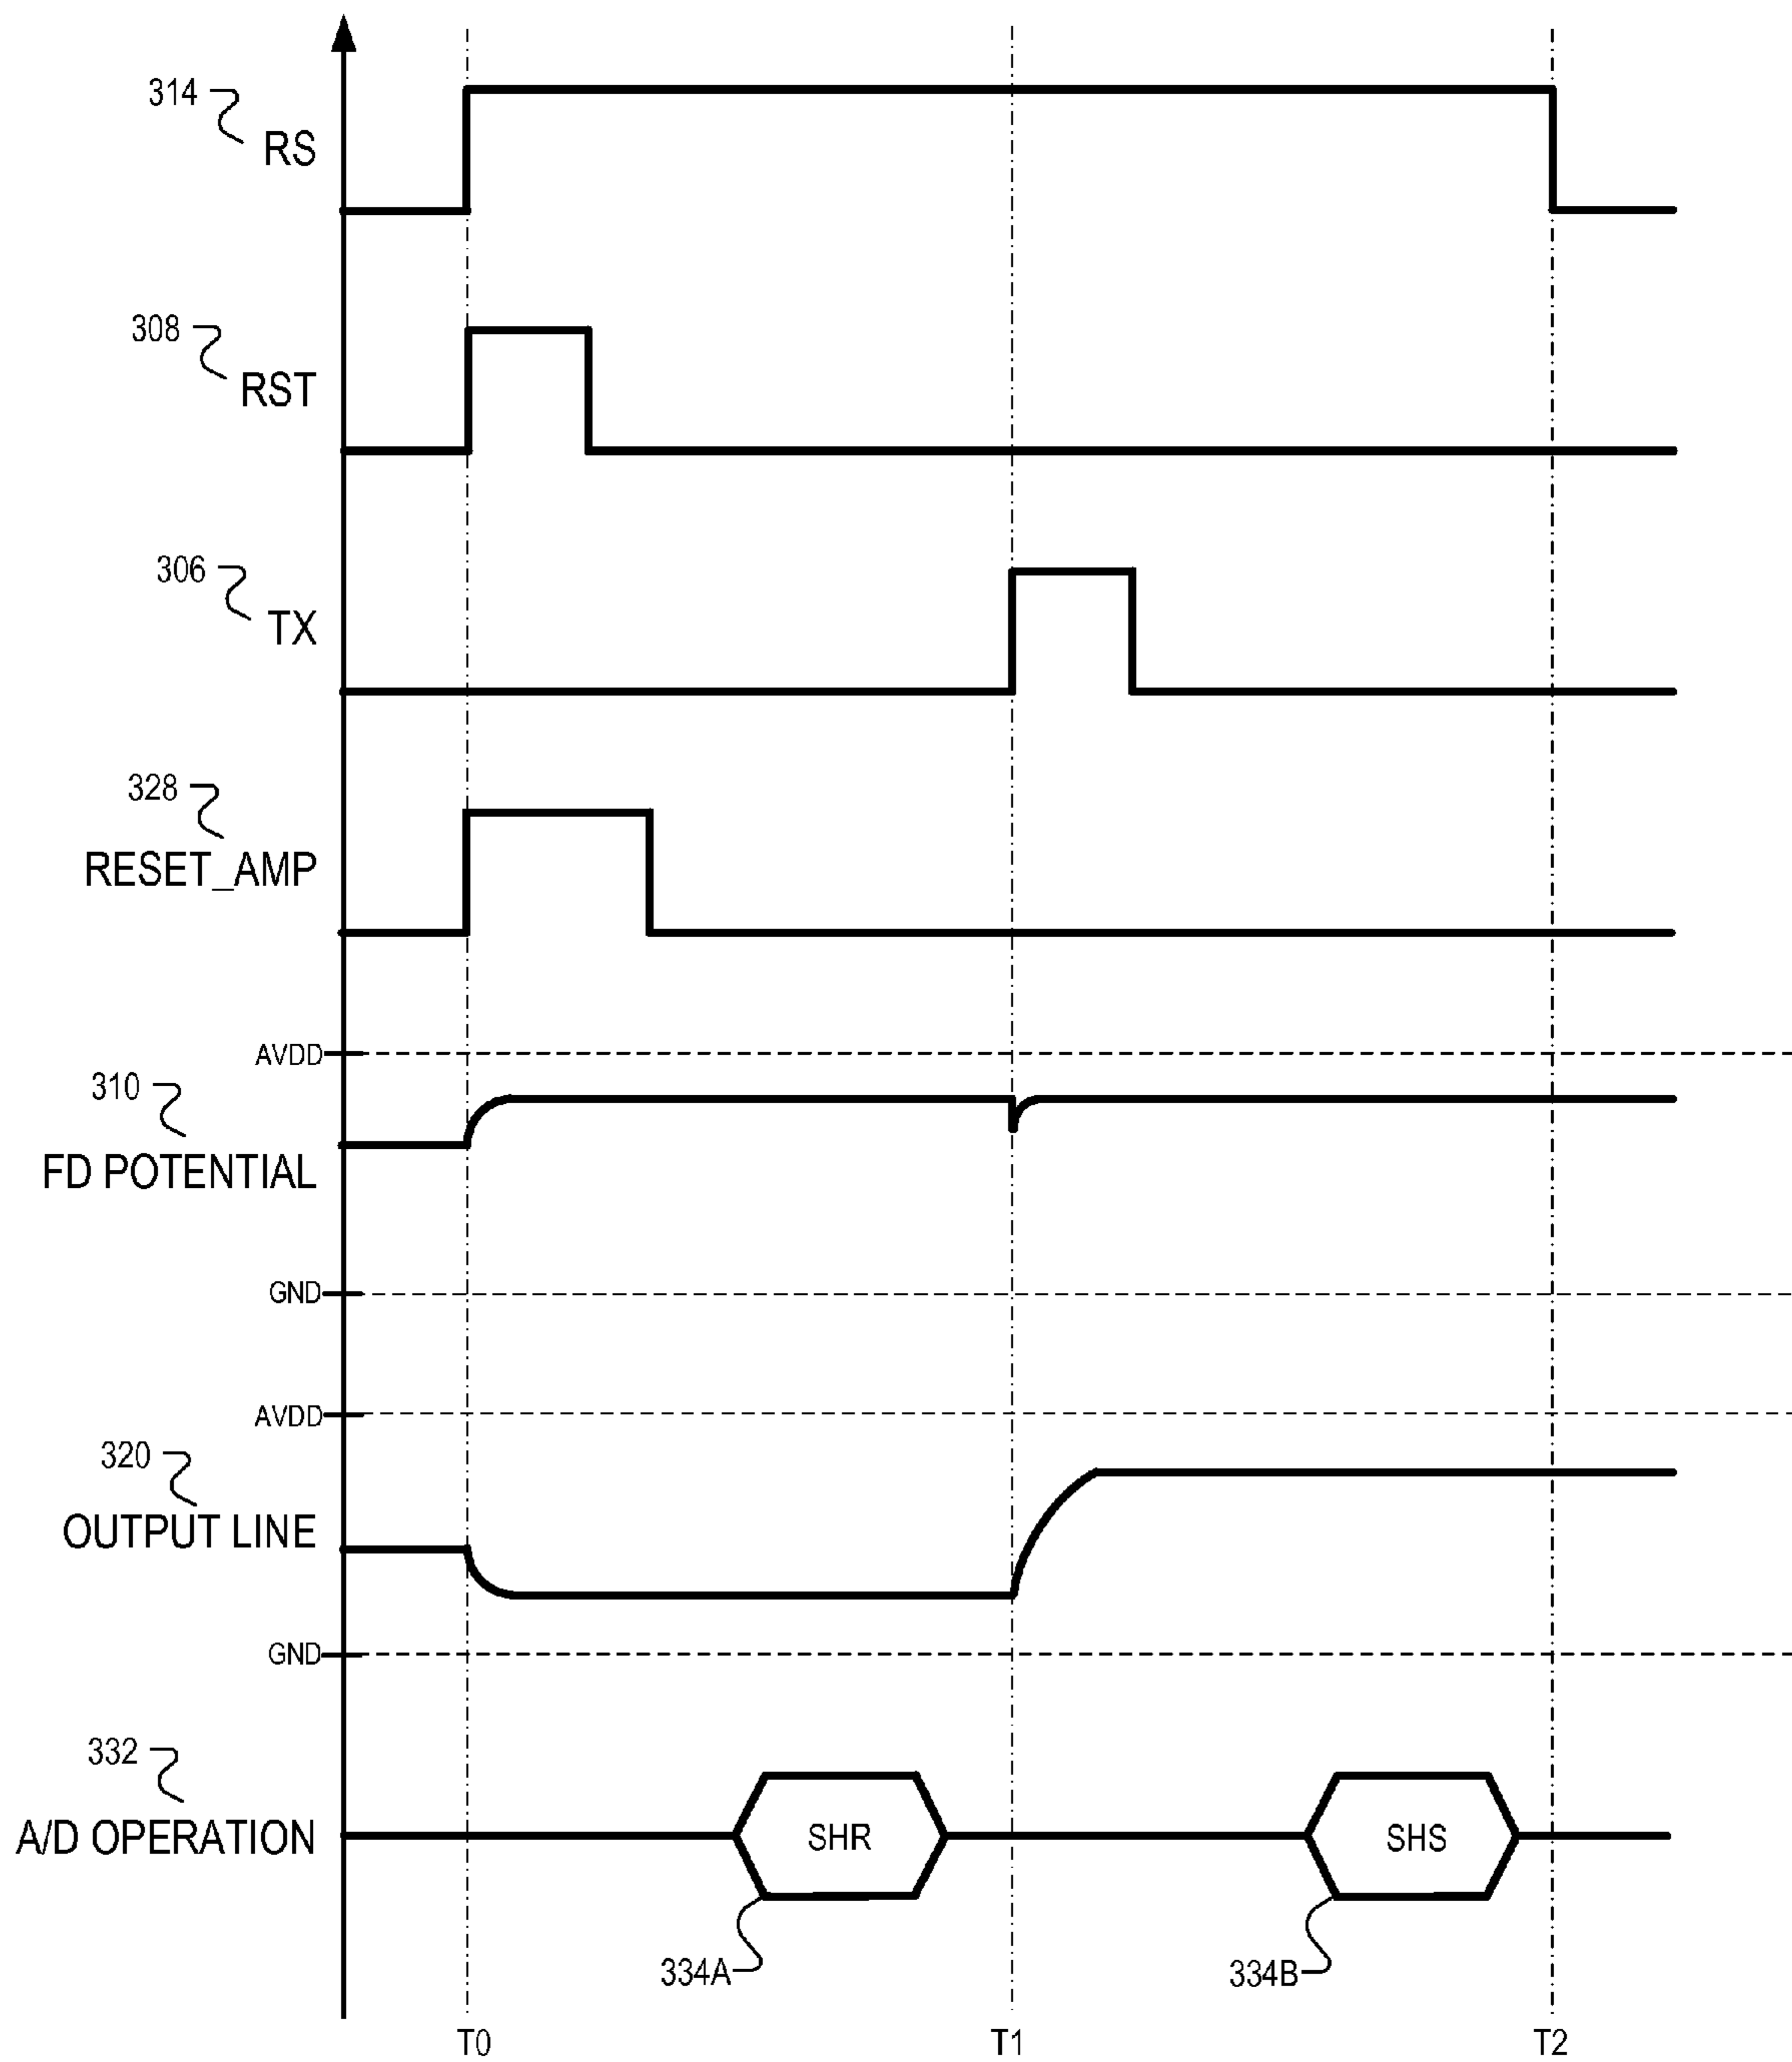 314
RS
308
RST
306
TX
328
RESET_AMP
AVDD
310
FD POTENTIAL
GND
AVDD
320
OUTPUT LINE
GND
332
A/D OPERATION
SHR
SHS
334A
334B
T0
T1
T2